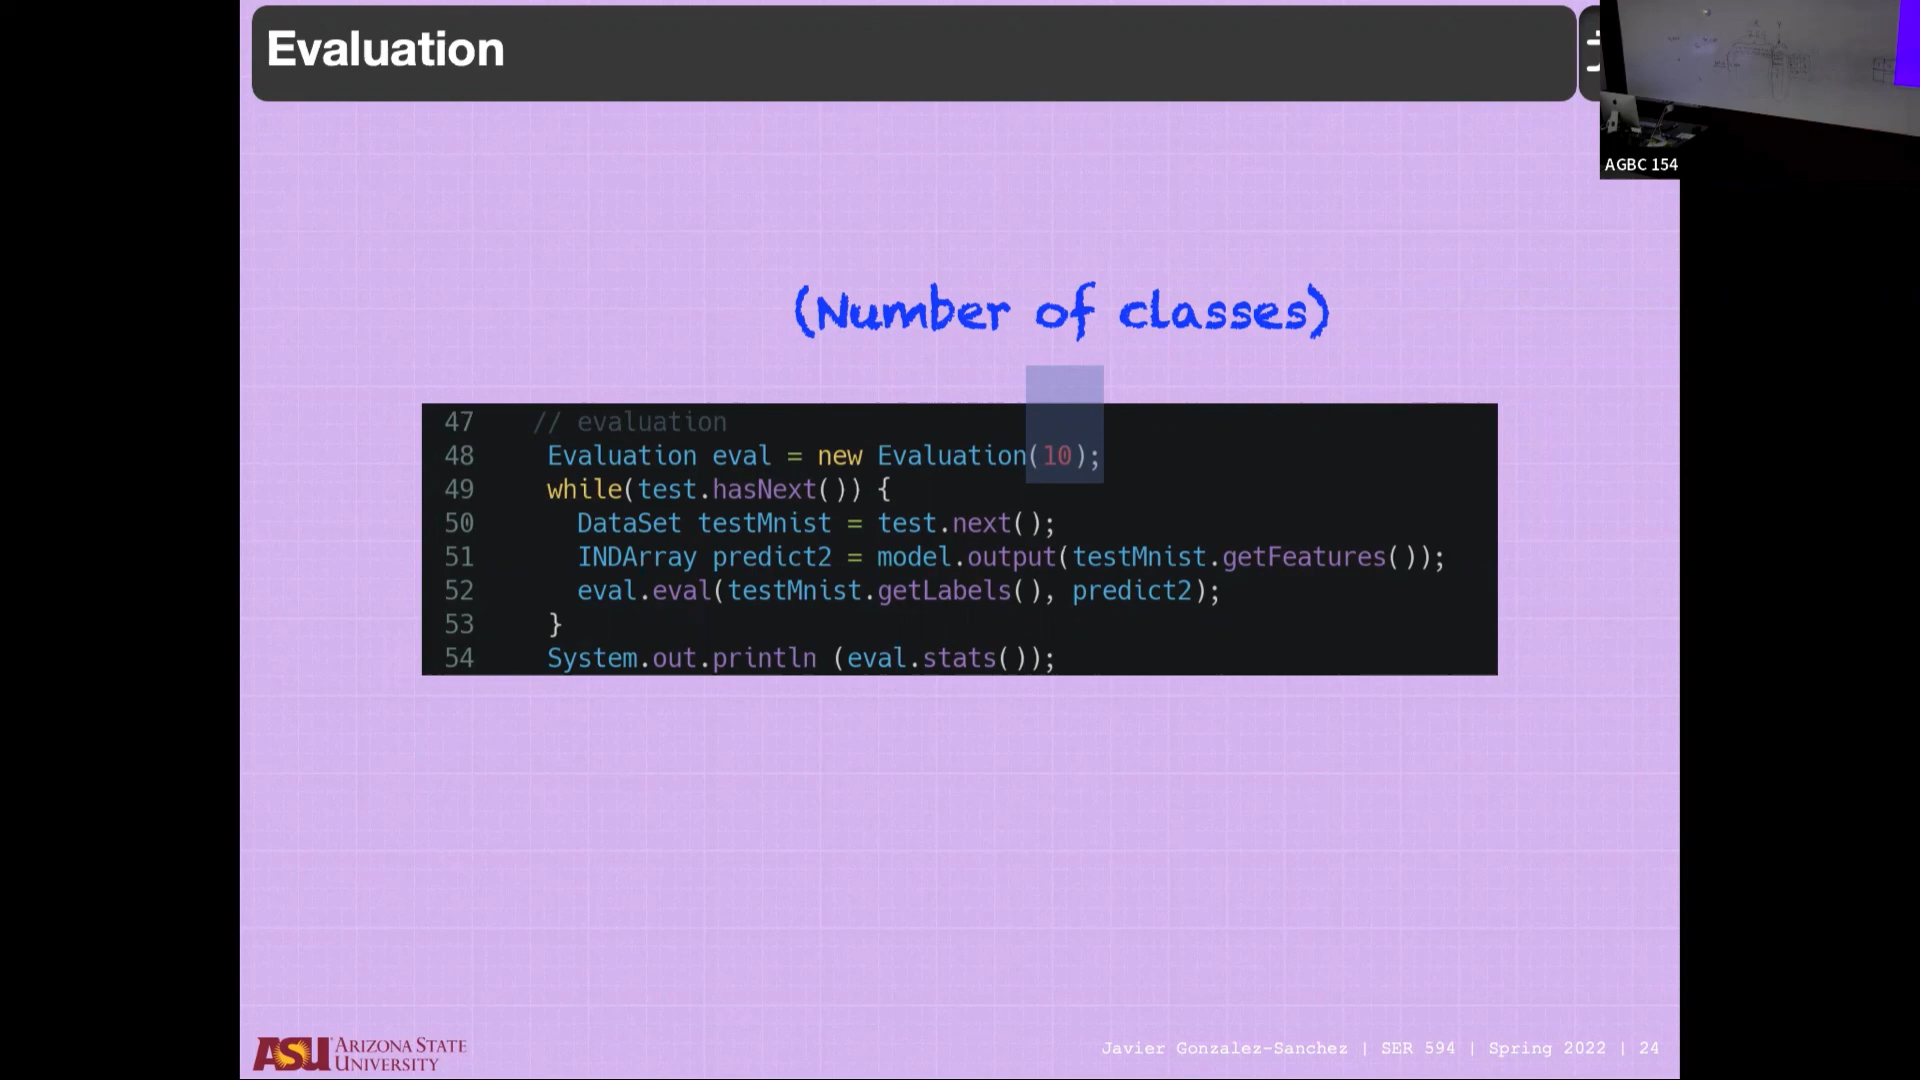 Evaluation
AGBC 154
(Number of classes)
47 // evaluation
48 Evaluation eval = new Evaluation(10);
49 while(test.hasNext()) {
50 DataSet testMnist = test.next();
51 INDArray predict2 = model.output(testMnist.getFeatures());
52 eval.eval(testMnist.getLabels(), predict2);
53 }
54 System.out.println (eval.stats());
ASU ARIZONA STATE
UNIVERSITY
Javier Gonzalez-Sanchez | SER 594 | Spring 2022 | 24